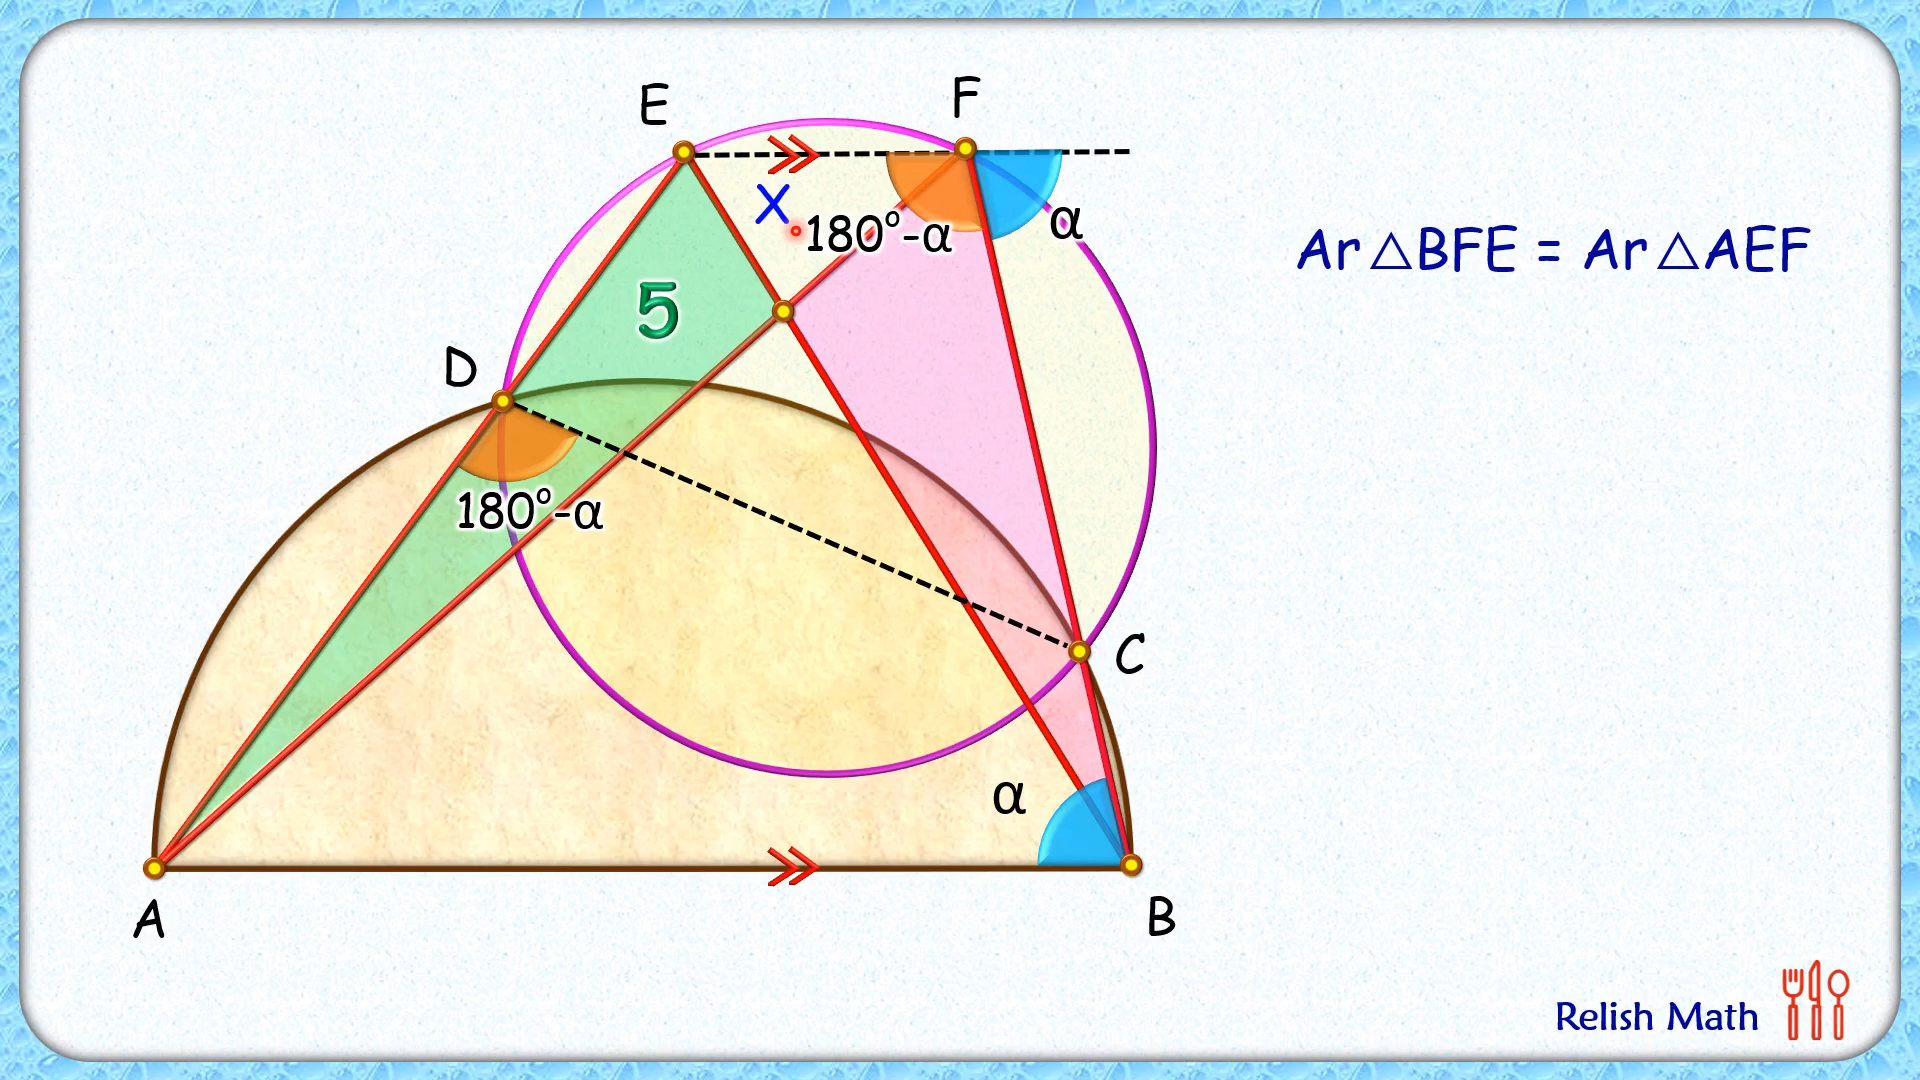 E
F
X
180°-α
α
Ar△BFE = Ar△AEF
5
D
180°-α
C
α
A
B
Relish Math